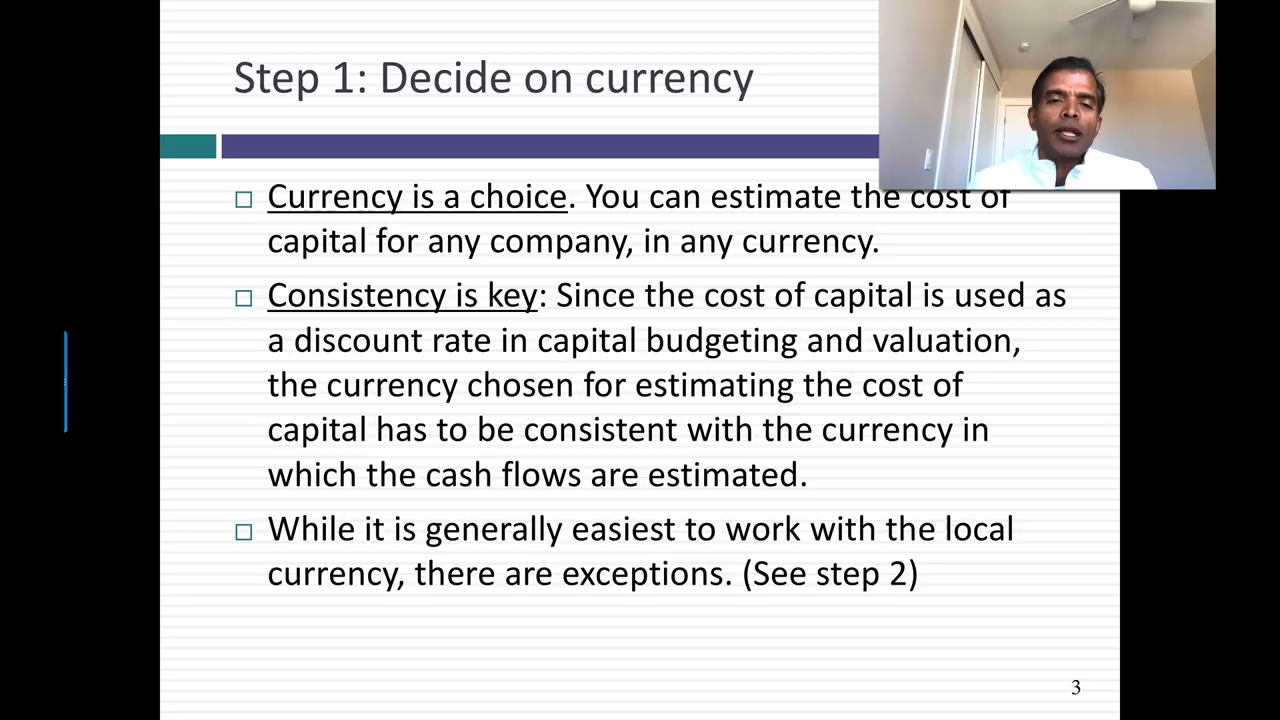 Step 1: Decide on currency
Currency is a choice. You can estimate the cost of
capital for any company, in any currency.
Consistency is key: Since the cost of capital is used as
a discount rate in capital budgeting and valuation,
the currency chosen for estimating the cost of
capital has to be consistent with the currency in
which the cash flows are estimated.
While it is generally easiest to work with the local
currency, there are exceptions. (See step 2)
3